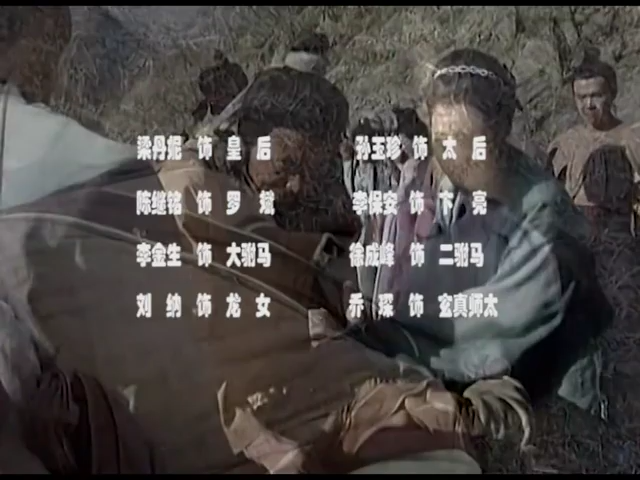 梁丹妮 饰 皇 后 孙玉珍 饰 太 后
陈继铭 饰 罗 斌 李保安 饰 卞 亮
李金生 饰 大驸马 徐成峰 饰 二驸马
刘 纳 饰 龙 女 乔 琛 饰 玄真师太